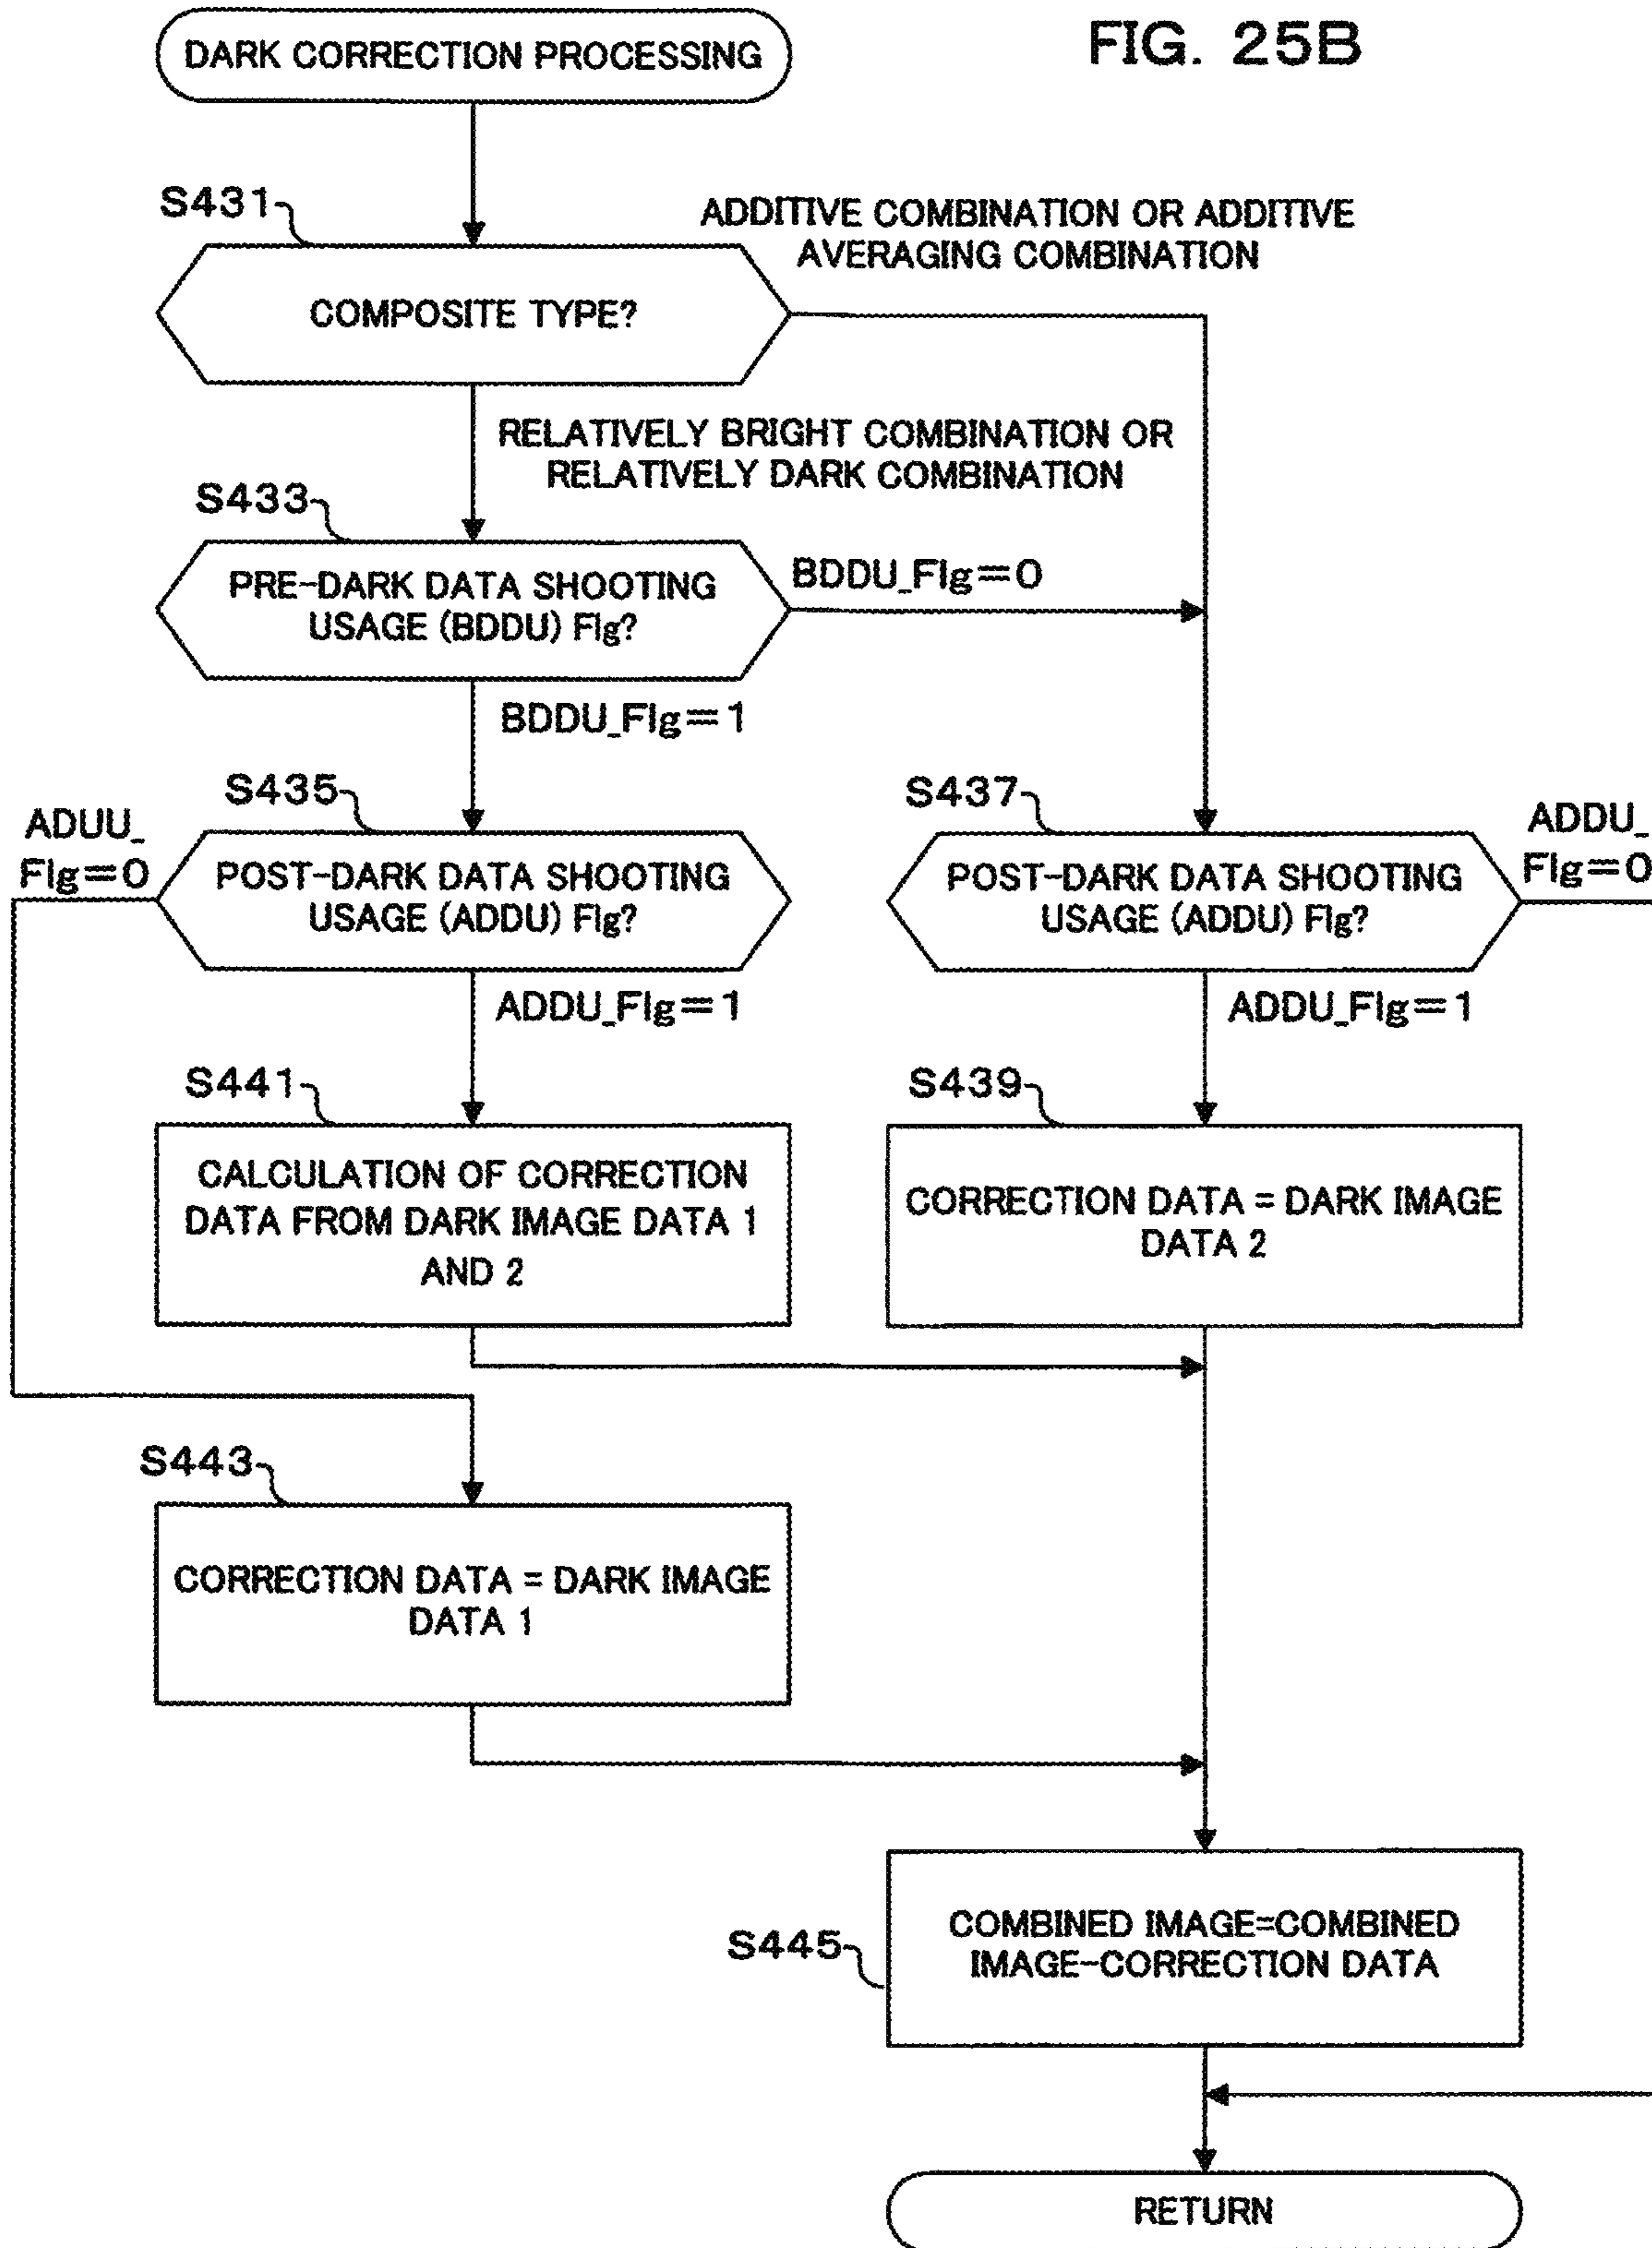 FIG. 25B
DARK CORRECTION PROCESSING
S431
ADDITIVE COMBINATION OR ADDITIVE
AVERAGING COMBINATION
COMPOSITE TYPE?
RELATIVELY BRIGHT COMBINATION OR
RELATIVELY DARK COMBINATION
S433
PRE-DARK DATA SHOOTING
USAGE (BDDU) Flg?
BDDU_Flg=0
BDDU_Flg=1
S435
ADUU_
Flg=0
POST-DARK DATA SHOOTING
USAGE (ADDU) Flg?
ADDU_Flg=1
S437
POST-DARK DATA SHOOTING
USAGE (ADDU) Flg?
ADDU_
Flg=0
ADDU_Flg=1
S441
CALCULATION OF CORRECTION
DATA FROM DARK IMAGE DATA 1
AND 2
S439
CORRECTION DATA = DARK IMAGE
DATA 2
S443
CORRECTION DATA = DARK IMAGE
DATA 1
S445
COMBINED IMAGE=COMBINED
IMAGE-CORRECTION DATA
RETURN